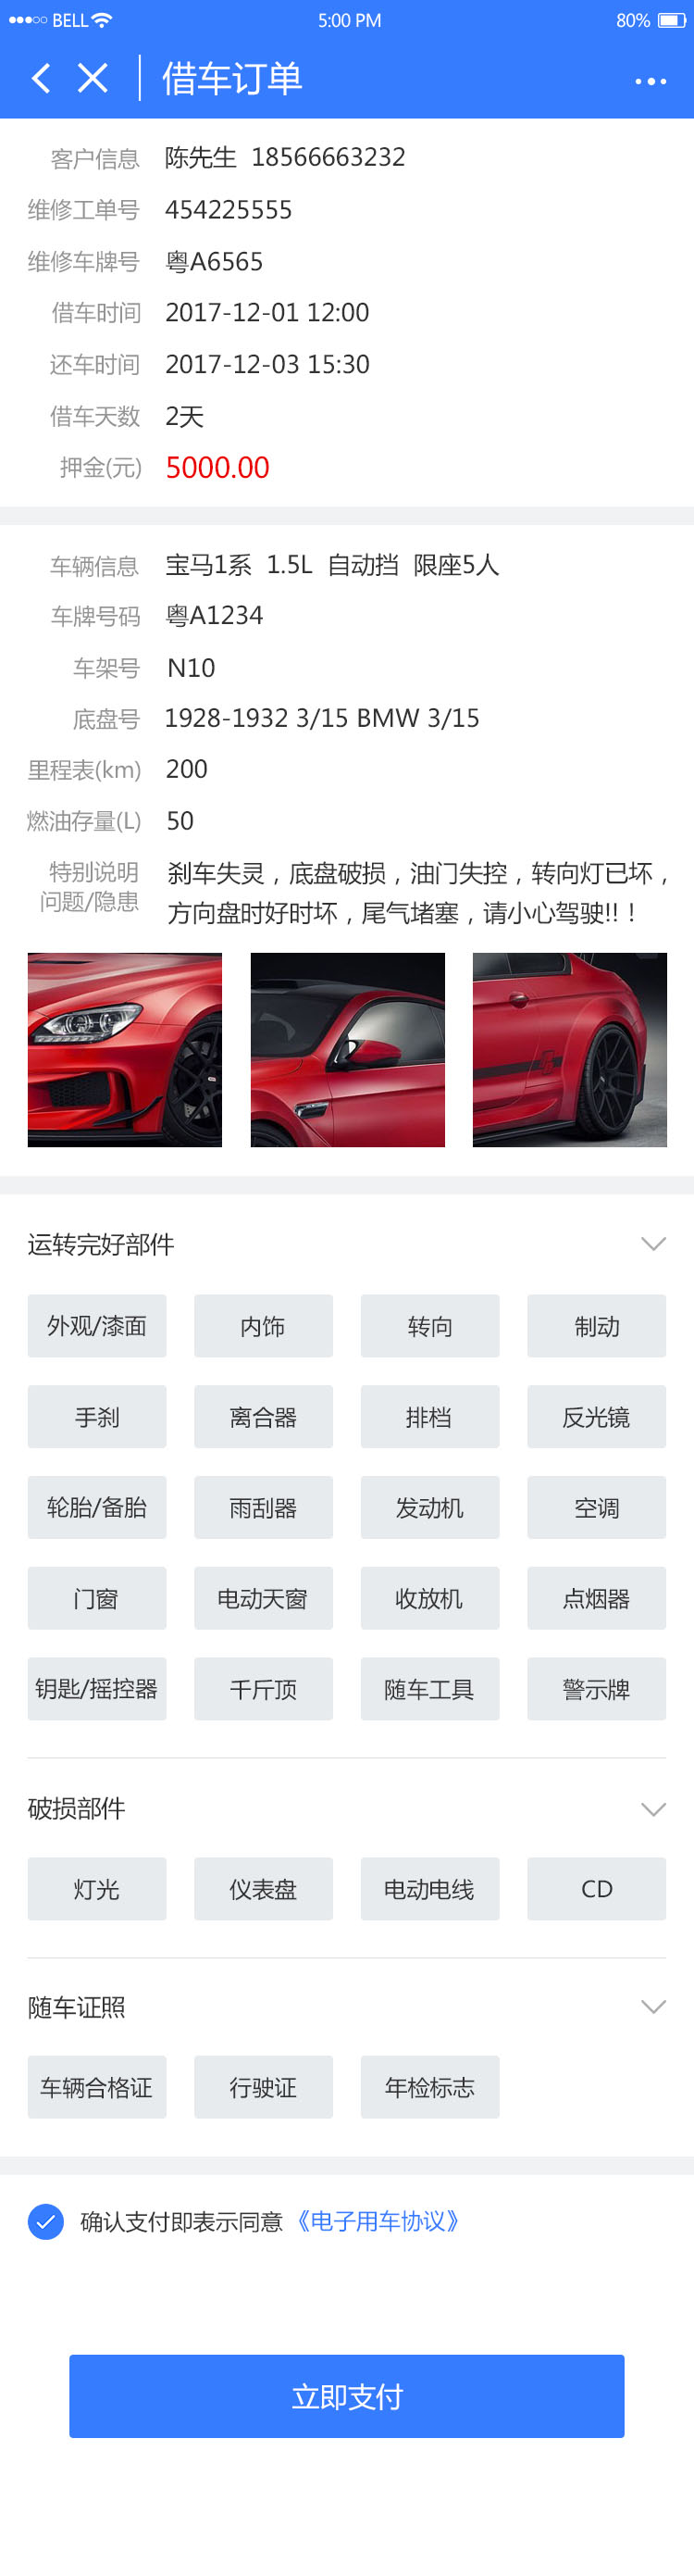 BELL 5:00 PM 80%
借车订单
客户信息 陈先生 18566663232
维修工单号 454225555
维修车牌号 粤A6565
借车时间 2017-12-01 12:00
还车时间 2017-12-03 15:30
借车天数 2天
押金(元) 5000.00
车辆信息 宝马1系 1.5L 自动挡 限座5人
车牌号码 粤A1234
车架号 N10
底盘号 1928-1932 3/15 BMW 3/15
里程表(km) 200
燃油存量(L) 50
特别说明
问题/隐患
刹车失灵，底盘破损，油门失控，转向灯已坏，
方向盘时好时坏，尾气堵塞，请小心驾驶!!！
运转完好部件
外观/漆面 内饰 转向 制动
手刹 离合器 排档 反光镜
轮胎/备胎 雨刮器 发动机 空调
门窗 电动天窗 收放机 点烟器
钥匙/摇控器 千斤顶 随车工具 警示牌
破损部件
灯光 仪表盘 电动电线 CD
随车证照
车辆合格证 行驶证 年检标志
确认支付即表示同意《电子用车协议》
立即支付